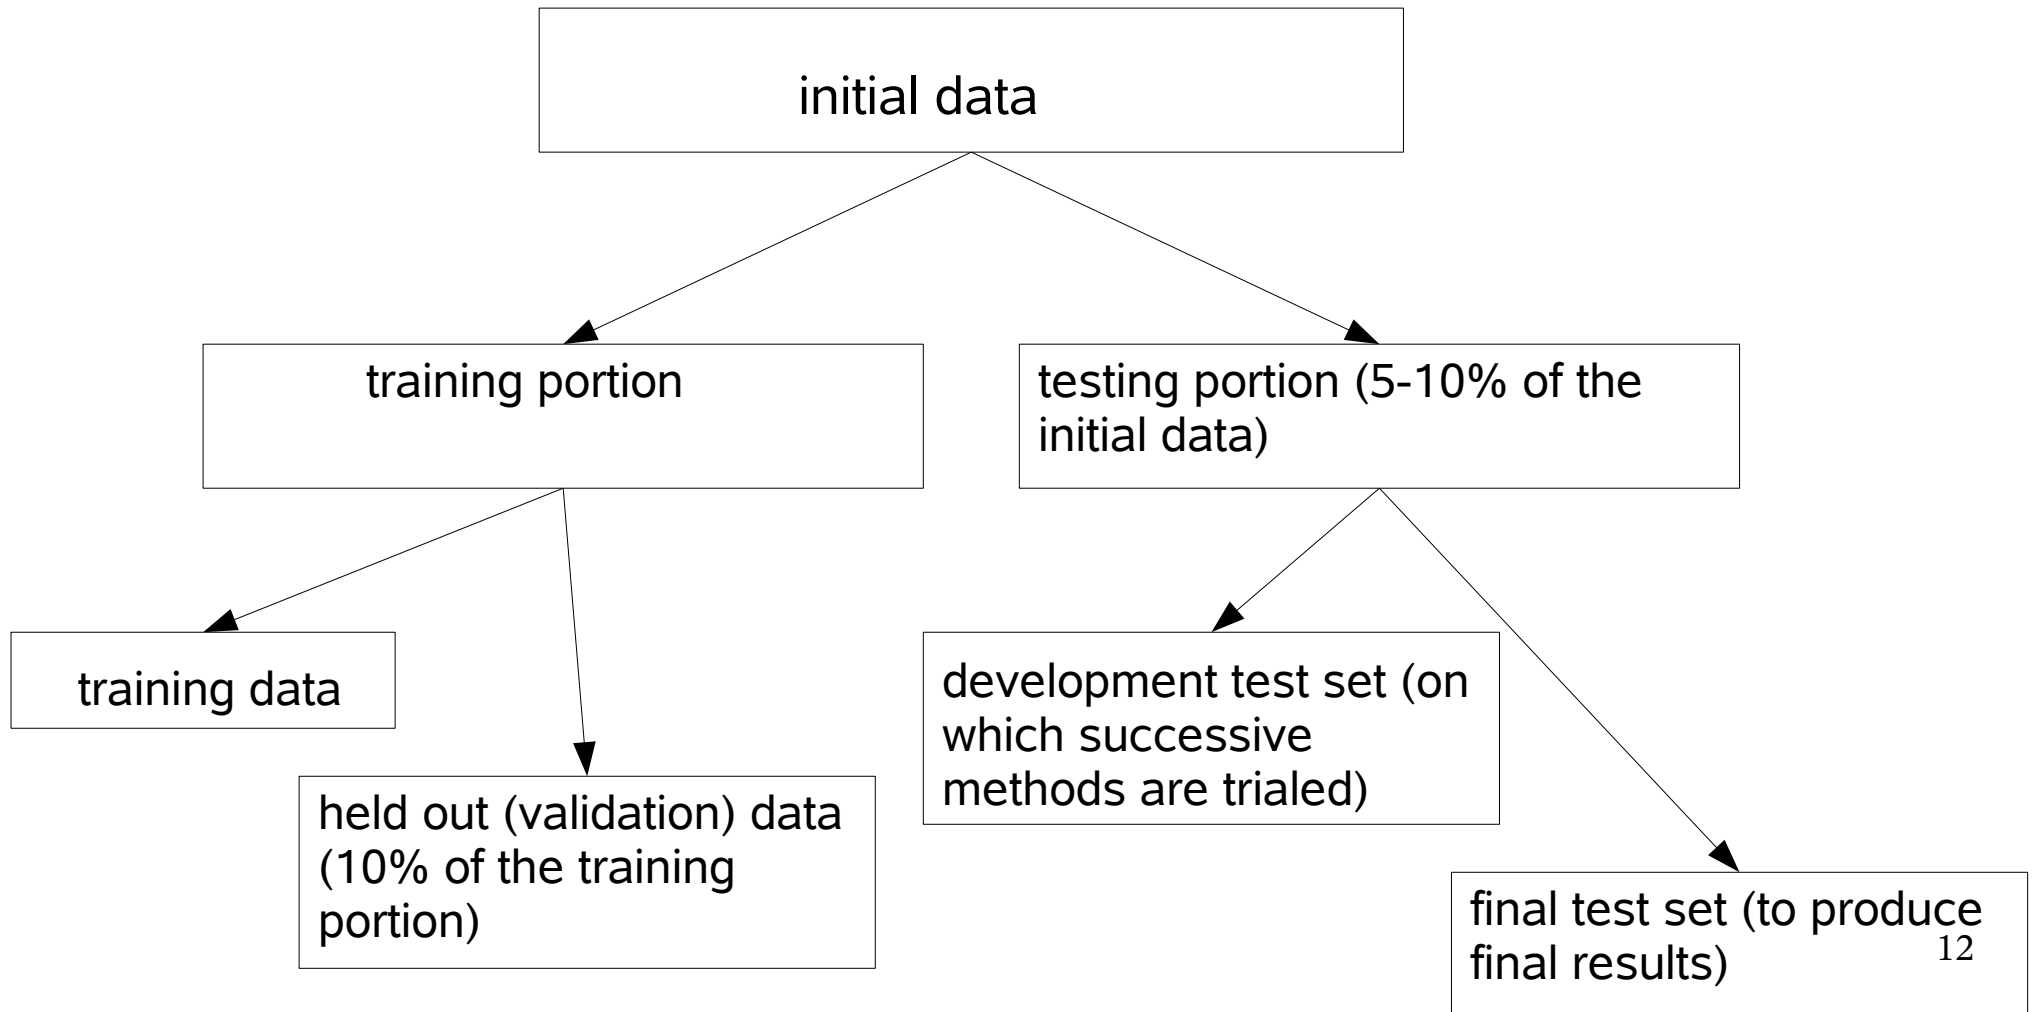 initial data
training portion
testing portion (5-10% of the
initial data)
training data
held out (validation) data
(10% of the training
portion)
development test set (on
which successive
methods are trialed)
final test set (to produce
final results)
12